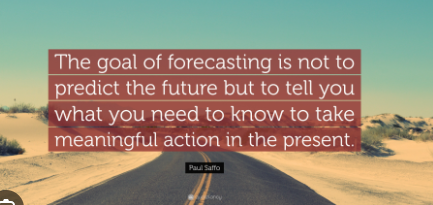 The goal of forecasting is not to
predict the future but to tell you
what you need to know to take
meaningful action in the present.
Paul Saffo